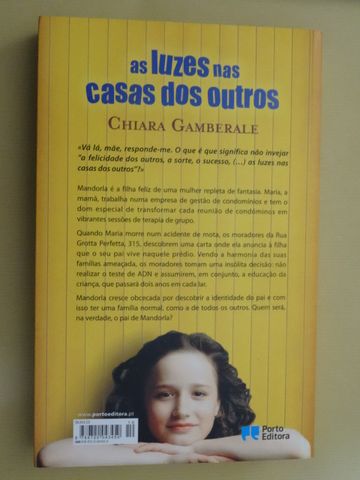 as luzes nas
casas dos outros
CHIARA GAMBERALE
«Vá lá, mãe, responde-me. O que é que significa não invejar
"a felicidade dos outros, a sorte, o sucesso, (...) as luzes nas
casas dos outros"?»
Mandorla é a filha feliz de uma mulher repleta de fantasia. Maria, a
mamã, trabalha numa empresa de gestão de condomínios e tem o
dom especial de transformar cada reunião de condóminos em
vibrantes sessões de terapia de grupo.
Quando Maria morre num acidente de mota, os moradores da Rua
Grotta Perfetta, 315, descobrem uma carta onde ela anuncia à filha
que o seu pai vive naquele prédio. Vendo a harmonia das suas
famílias ameaçada, os moradores tomam uma insólita decisão: não
realizar o teste de ADN e assumirem, em conjunto, a educação da
criança, que passará dois anos em cada lar.
Mandorla cresce obcecada por descobrir a identidade do pai e com
isso ter uma família normal, como a de todos os outros. Quem será,
na verdade, o pai de Mandorla?
www.portoeditora.pt
Porto
Editora